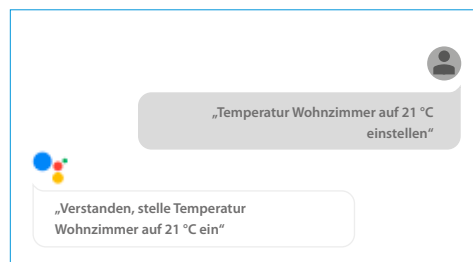 „Temperatur Wohnzimmer auf 21 °C
einstellen“
„Verstanden, stelle Temperatur
Wohnzimmer auf 21 °C ein“